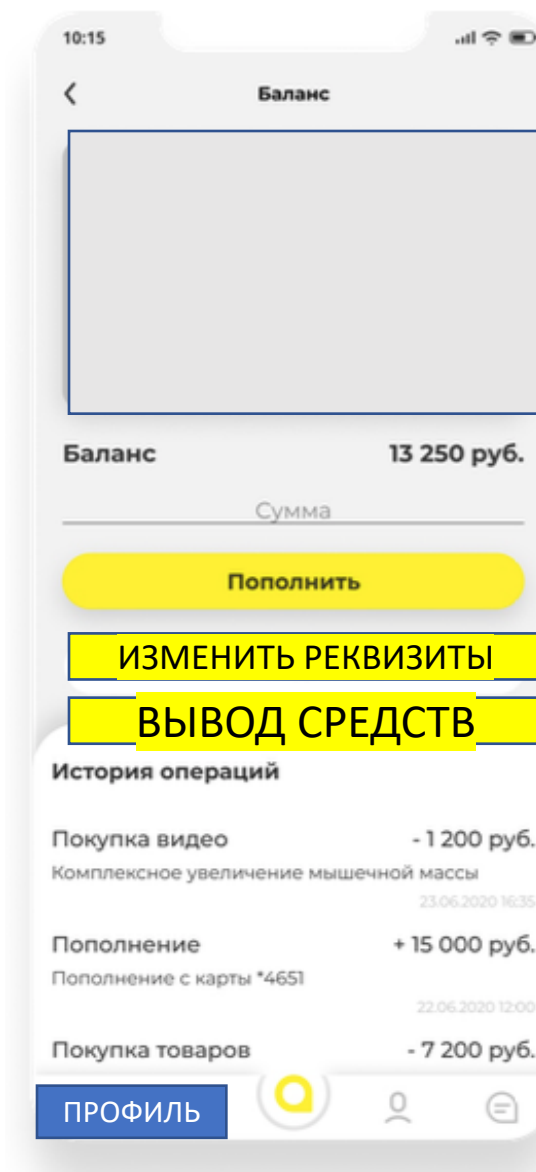 10:15
Баланс
Баланс 13 250 руб.
Сумма
Пополнить
ИЗМЕНИТЬ РЕКВИЗИТЫ
ВЫВОД СРЕДСТВ
История операций
Покупка видео - 1 200 руб.
Комплексное увеличение мышечной массы
23.06.2020 16:35
Пополнение + 15 000 руб.
Пополнение с карты *4651
22.06.2020 12:00
Покупка товаров - 7 200 руб.
ПРОФИЛЬ